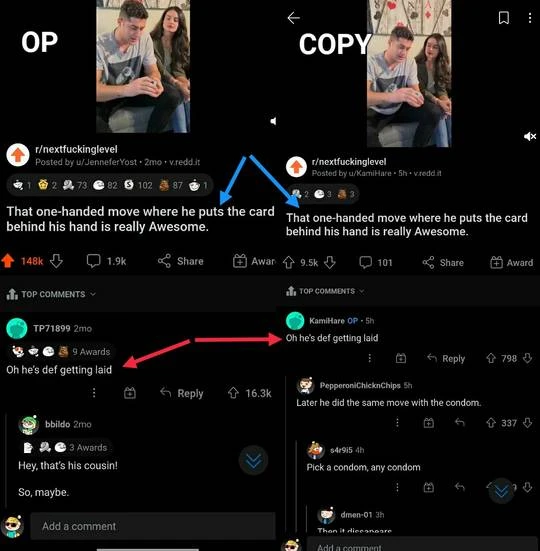 OP
r/nextfuckinglevel
Posted by u/JenneferYost • 2mo • v.redd.it
1 2 73 82 102 87 1
That one-handed move where he puts the card
behind his hand is really Awesome.
148k 1.9k Share Awar
TOP COMMENTS
TP71899 2mo
9 Awards
Oh he's def getting laid
Reply 16.3k
bbildo 2mo
3 Awards
Hey, that's his cousin!
So, maybe.
Add a comment
COPY
r/nextfuckinglevel
Posted by u/KamiHare • 5h • v.redd.it
2 3 3
That one-handed move where he puts the card
behind his hand is really Awesome.
9.5k 101 Share Award
TOP COMMENTS
KamiHare OP • 5h
Oh he's def getting laid
Reply 798
PepperoniChicknChips 5h
Later he did the same move with the condom.
337
s4r9i5 4h
Pick a condom, any condom
dmen-01 3h
Then it dissapears
Add a comment